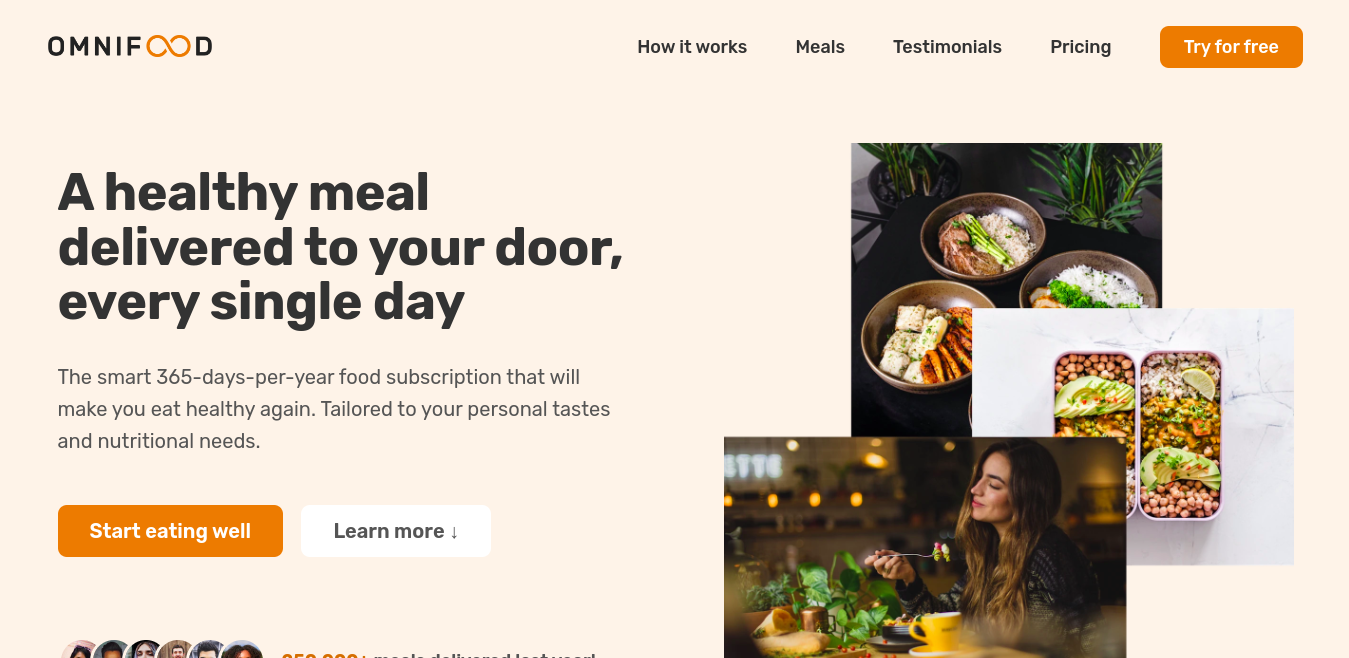 OMNIFOOD
How it works
Meals
Testimonials
Pricing
Try for free
A healthy meal
delivered to your door,
every single day
The smart 365-days-per-year food subscription that will
make you eat healthy again. Tailored to your personal tastes
and nutritional needs.
Start eating well
Learn more ↓
250,000+ meals delivered last year!